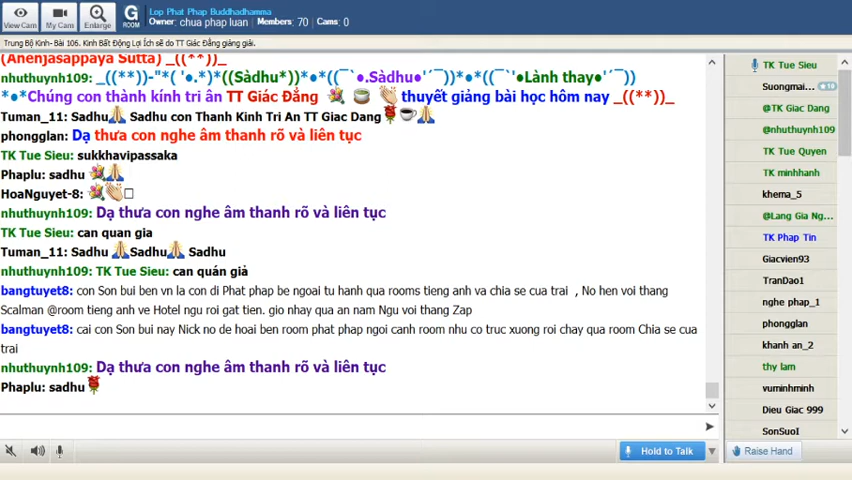 View Cam
My Cam
Enlarge
G
ROOM
Lop Phat Phap Buddhadhamma
Owner: chua phap luan Members: 70 Cams: 0
Trung Bộ Kinh- Bài 106. Kinh Bất Động Lợi Ích sẽ do TT Giác Đẳng giảng giải.
(Anenjasappaya Sutta) _((**))_
nhuthuynh109: _((**))-"*( '●.*)*((Sàdhu*))*●*((¯`●.Sàdhu●'´¯))*●*((¯`'●Lành thay●'´¯))
*●*Chúng con thành kính tri ân TT Giác Đẳng thuyết giảng bài học hôm nay _((**))_
Tuman_11: Sadhu Sadhu con Thanh Kinh Tri An TT Giac Dang
phongglan: Dạ thưa con nghe âm thanh rõ và liên tục
TK Tue Sieu: sukkhavipassaka
Phaplu: sadhu
HoaNguyet-8:
nhuthuynh109: Dạ thưa con nghe âm thanh rõ và liên tục
TK Tue Sieu: can quan gia
Tuman_11: Sadhu Sadhu Sadhu
nhuthuynh109: TK Tue Sieu: can quán giả
bangtuyet8: con Son bui ben vn la con di Phat phap be ngoai tu hanh qua rooms tieng anh va chia se cua trai , No hen voi thang
Scalman @room tieng anh ve Hotel ngu roi gat tien. gio nhay qua an nam Ngu voi thang Zap
bangtuyet8: cai con Son bui nay Nick no de hoai ben room phat phap ngoi canh room nhu co truc xuong roi chay qua room Chia se cua
trai
nhuthuynh109: Dạ thưa con nghe âm thanh rõ và liên tục
Phaplu: sadhu
Hold to Talk
Raise Hand
TK Tue Sieu
Suongmai... +10
@TK Giac Dang
@nhuthuynh109
TK Tue Quyen
TK minhhanh
khema_5
@Lang Gia Ng...
TK Phap Tin
Giacvien93
TranDao1
nghe phap_1
phongglan
khanh an_2
thy lam
vuminhminh
Dieu Giac 999
SonSuoI